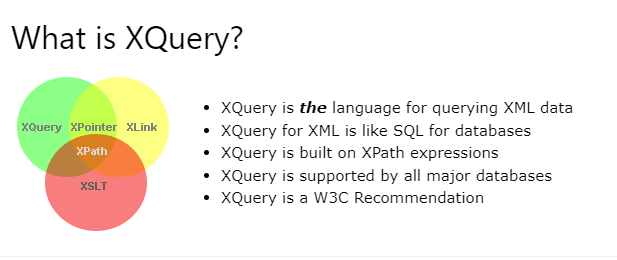 What is XQuery?
XQuery XPointer XLink
XPath
XSLT
• XQuery is the language for querying XML data
• XQuery for XML is like SQL for databases
• XQuery is built on XPath expressions
• XQuery is supported by all major databases
• XQuery is a W3C Recommendation